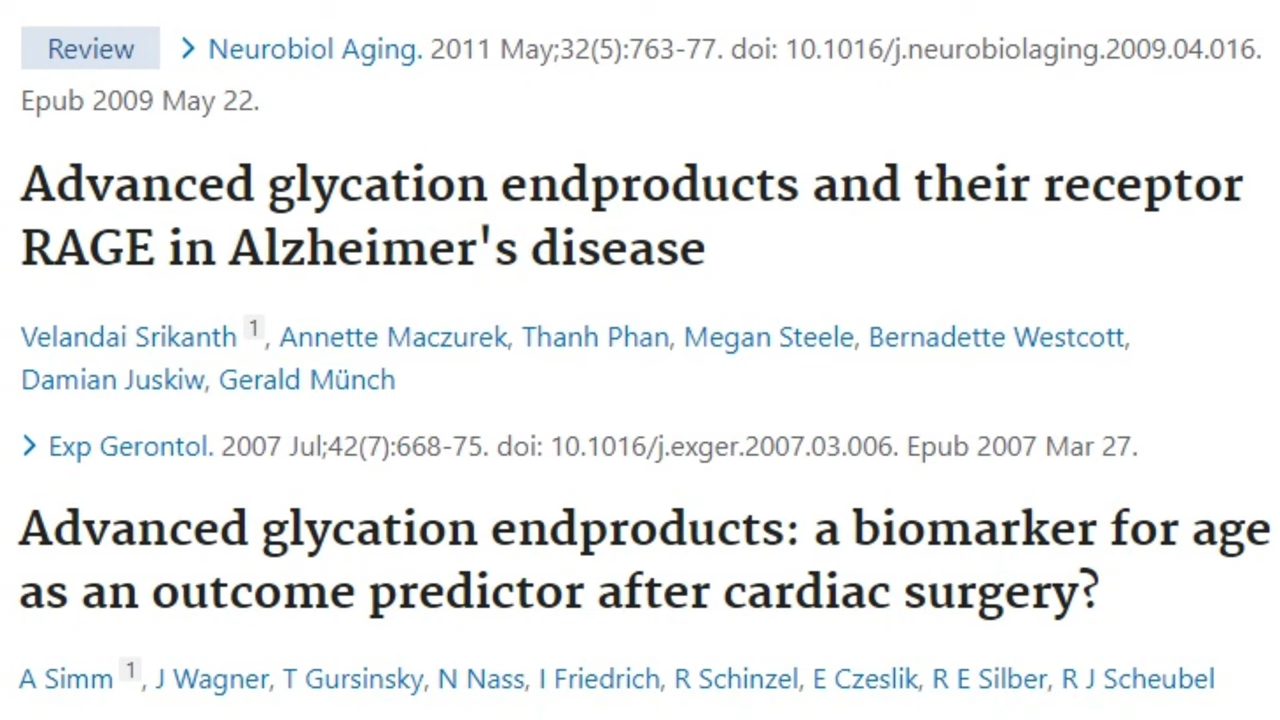 Review > Neurobiol Aging. 2011 May;32(5):763-77. doi: 10.1016/j.neurobiolaging.2009.04.016.
Epub 2009 May 22.
Advanced glycation endproducts and their receptor
RAGE in Alzheimer's disease
Velandai Srikanth 1, Annette Maczurek, Thanh Phan, Megan Steele, Bernadette Westcott,
Damian Juskiw, Gerald Münch
> Exp Gerontol. 2007 Jul;42(7):668-75. doi: 10.1016/j.exger.2007.03.006. Epub 2007 Mar 27.
Advanced glycation endproducts: a biomarker for age
as an outcome predictor after cardiac surgery?
A Simm 1, J Wagner, T Gursinsky, N Nass, I Friedrich, R Schinzel, E Czeslik, R E Silber, R J Scheubel